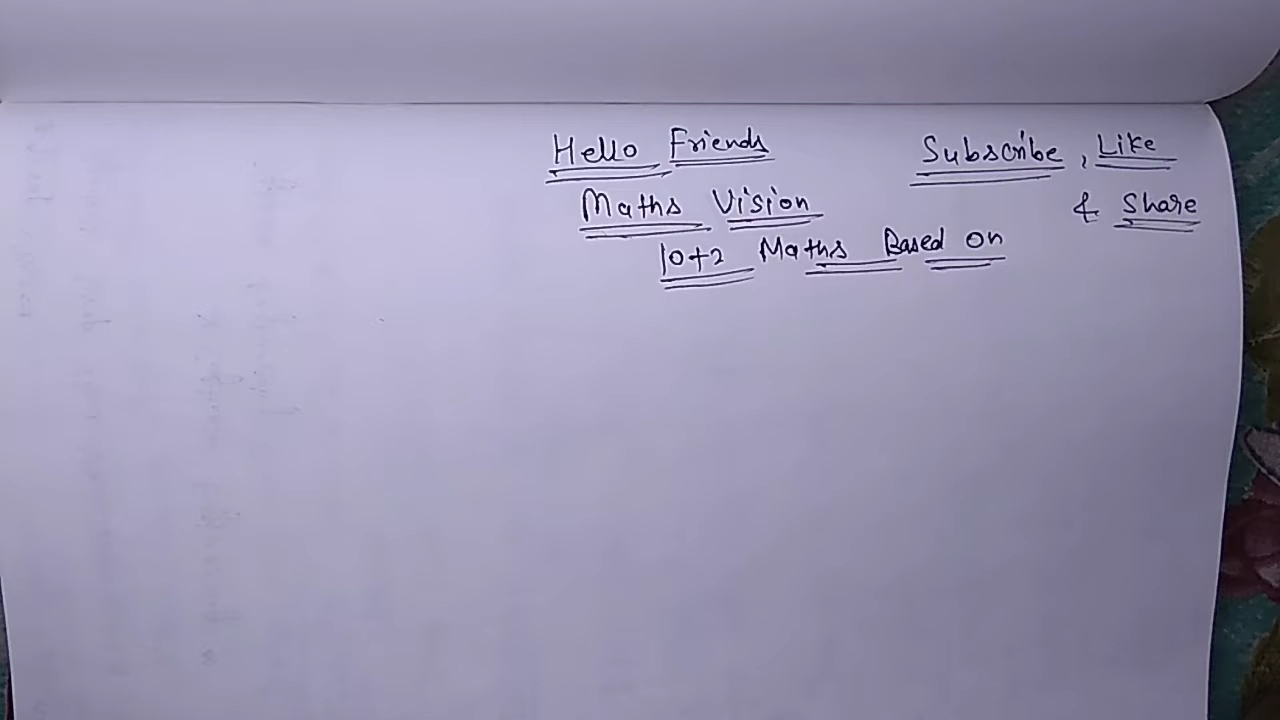 Hello Friends
Maths Vision
10+2 Maths Based on
Subscribe, Like
& Share